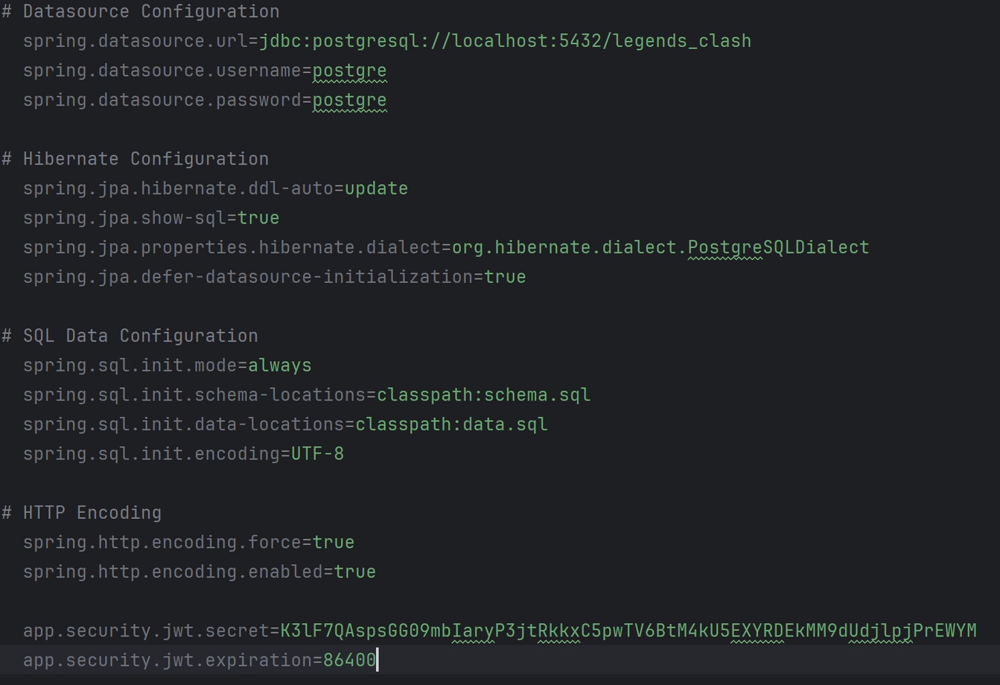 # Datasource Configuration
spring.datasource.url=jdbc:postgresql://localhost:5432/legends_clash
spring.datasource.username=postgre
spring.datasource.password=postgre
# Hibernate Configuration
spring.jpa.hibernate.ddl-auto=update
spring.jpa.show-sql=true
spring.jpa.properties.hibernate.dialect=org.hibernate.dialect.PostgreSQLDialect
spring.jpa.defer-datasource-initialization=true
# SQL Data Configuration
spring.sql.init.mode=always
spring.sql.init.schema-locations=classpath:schema.sql
spring.sql.init.data-locations=classpath:data.sql
spring.sql.init.encoding=UTF-8
# HTTP Encoding
spring.http.encoding.force=true
spring.http.encoding.enabled=true
app.security.jwt.secret=K3lF7QAspsGG09mbIaryP3jtRkkxC5pwTV6BtM4kU5EXYRDEkMM9dUdjlpjPrEWYM
app.security.jwt.expiration=86400